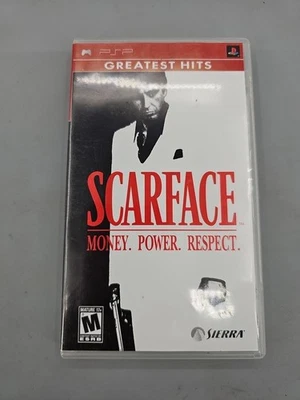 PSP
GREATEST HITS
SCARFACE
MONEY. POWER. RESPECT.
MATURE 17+
M
ESRB
SIERRA